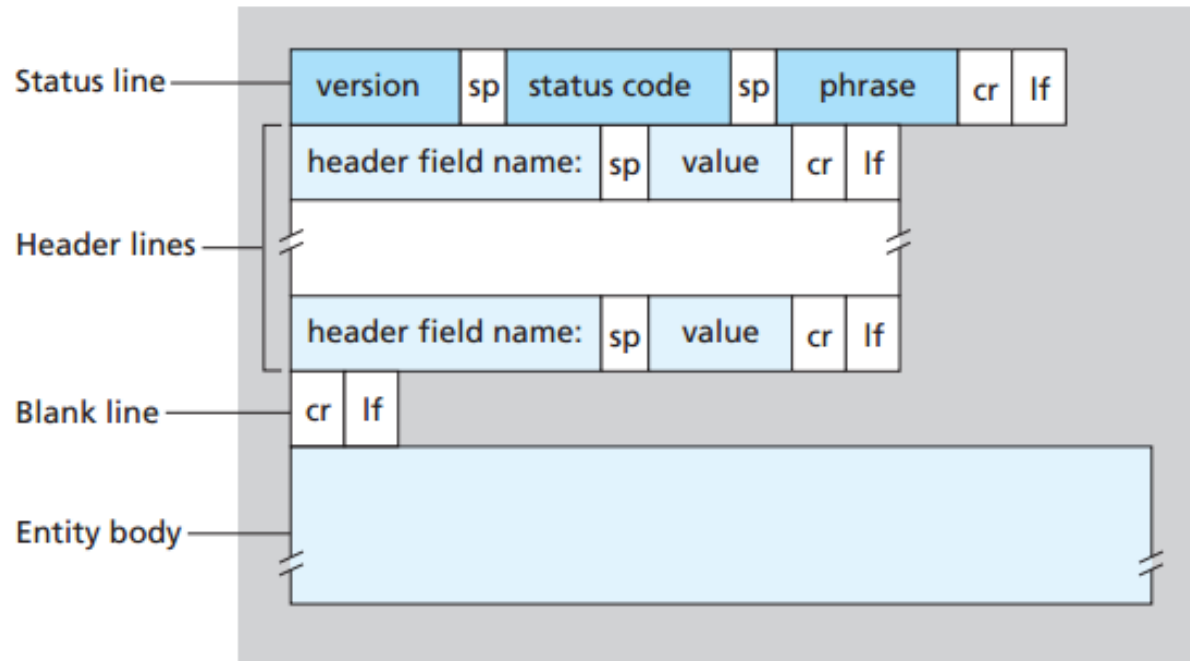 Status line version sp status code sp phrase cr lf
header field name: sp value cr lf
Header lines
header field name: sp value cr lf
Blank line cr lf
Entity body